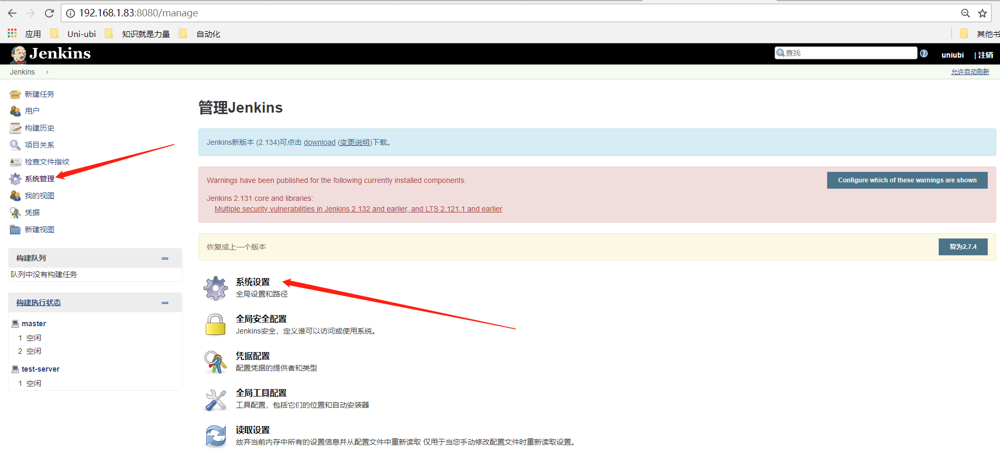 192.168.1.83:8080/manage
应用 Uni-ubi 知识就是力量 自动化 其他书
Jenkins 查找 uniubi | 注销
Jenkins 允许自动刷新
新建任务
用户
构建历史
项目关系
检查文件指纹
系统管理
我的视图
凭据
新建视图
构建队列
队列中没有构建任务
构建执行状态
master
1 空闲
2 空闲
test-server
1 空闲
管理Jenkins
Jenkins新版本 (2.134)可点击 download (变更说明)下载。
Warnings have been published for the following currently installed components.
Configure which of these warnings are shown
Jenkins 2.131 core and libraries:
Multiple security vulnerabilities in Jenkins 2.132 and earlier, and LTS 2.121.1 and earlier
恢复成上一个版本
降为2.7.4
系统设置
全局设置和路径
全局安全配置
Jenkins安全，定义谁可以访问或使用系统。
凭据配置
配置凭据的提供者和类型
全局工具配置
工具配置，包括它们的位置和自动安装器
读取设置
放弃当前内存中所有的设置信息并从配置文件中重新读取 仅用于当您手动修改配置文件时重新读取设置。